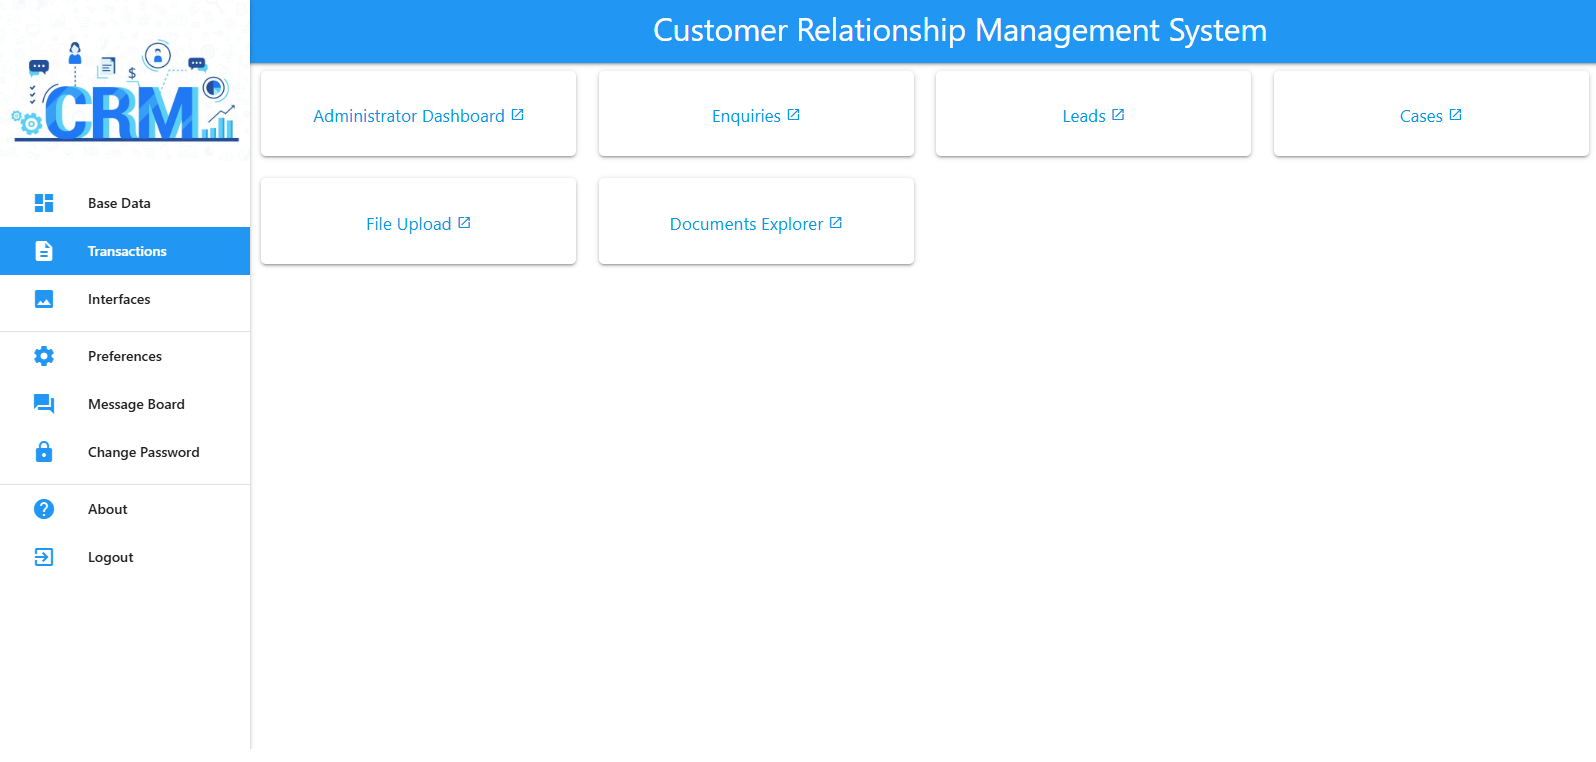 CRM
Customer Relationship Management System
Base Data
Transactions
Interfaces
Preferences
Message Board
Change Password
About
Logout
Administrator Dashboard
Enquiries
Leads
Cases
File Upload
Documents Explorer